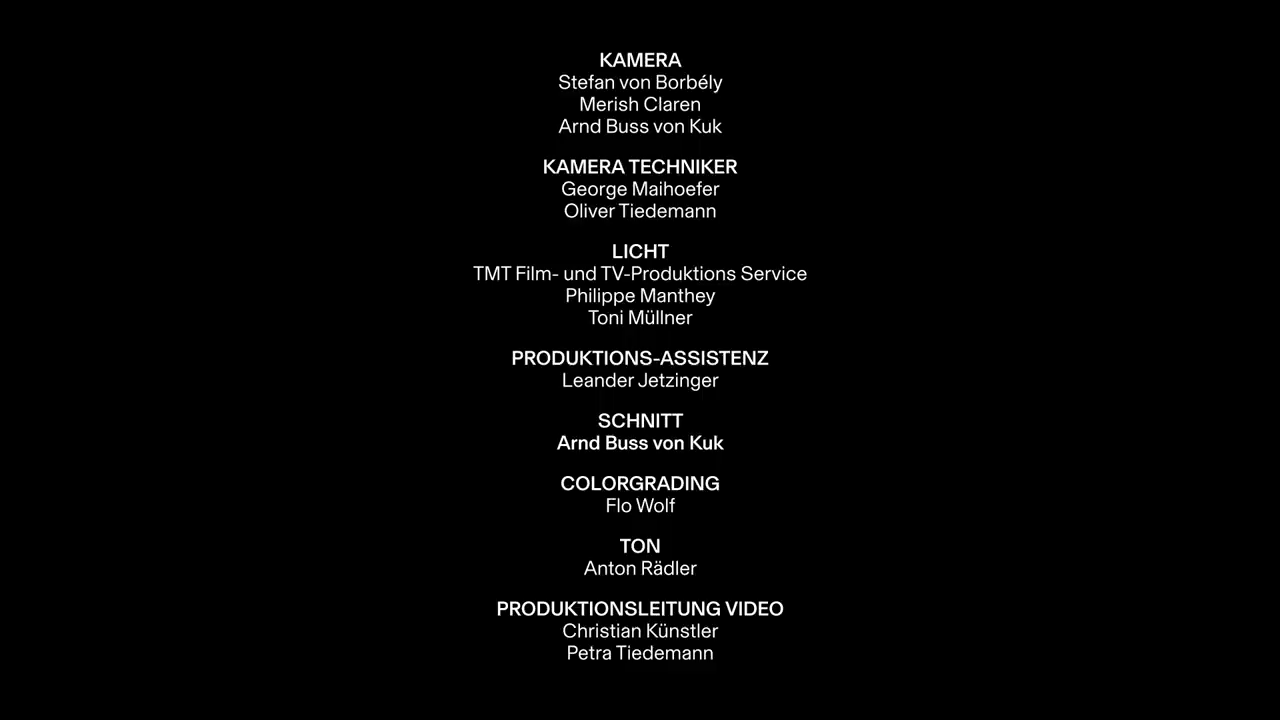 KAMERA
Stefan von Borbély
Merish Claren
Arnd Buss von Kuk
KAMERA TECHNIKER
George Maihoefer
Oliver Tiedemann
LICHT
TMT Film- und TV-Produktions Service
Philippe Manthey
Toni Müllner
PRODUKTIONS-ASSISTENZ
Leander Jetzinger
SCHNITT
Arnd Buss von Kuk
COLORGRADING
Flo Wolf
TON
Anton Rädler
PRODUKTIONSLEITUNG VIDEO
Christian Künstler
Petra Tiedemann